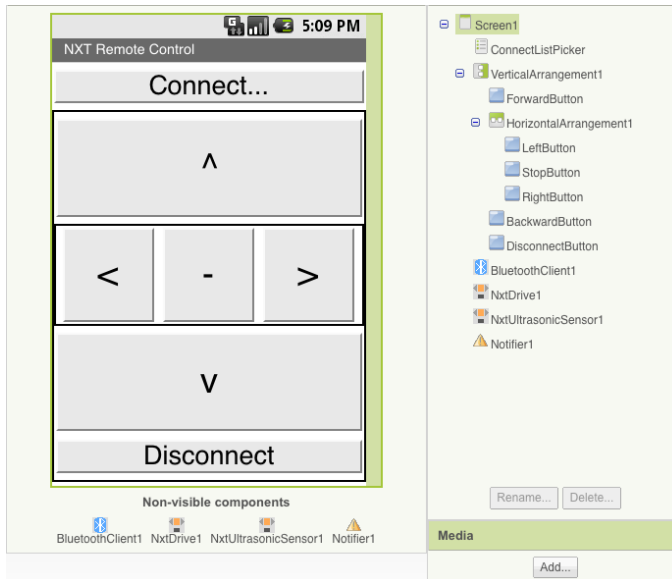 5:09 PM
NXT Remote Control
Connect...
^
< - >
v
Disconnect
Non-visible components
BluetoothClient1 NxtDrive1 NxtUltrasonicSensor1 Notifier1
Screen1
ConnectListPicker
VerticalArrangement1
ForwardButton
HorizontalArrangement1
LeftButton
StopButton
RightButton
BackwardButton
DisconnectButton
BluetoothClient1
NxtDrive1
NxtUltrasonicSensor1
Notifier1
Rename... Delete...
Media
Add...